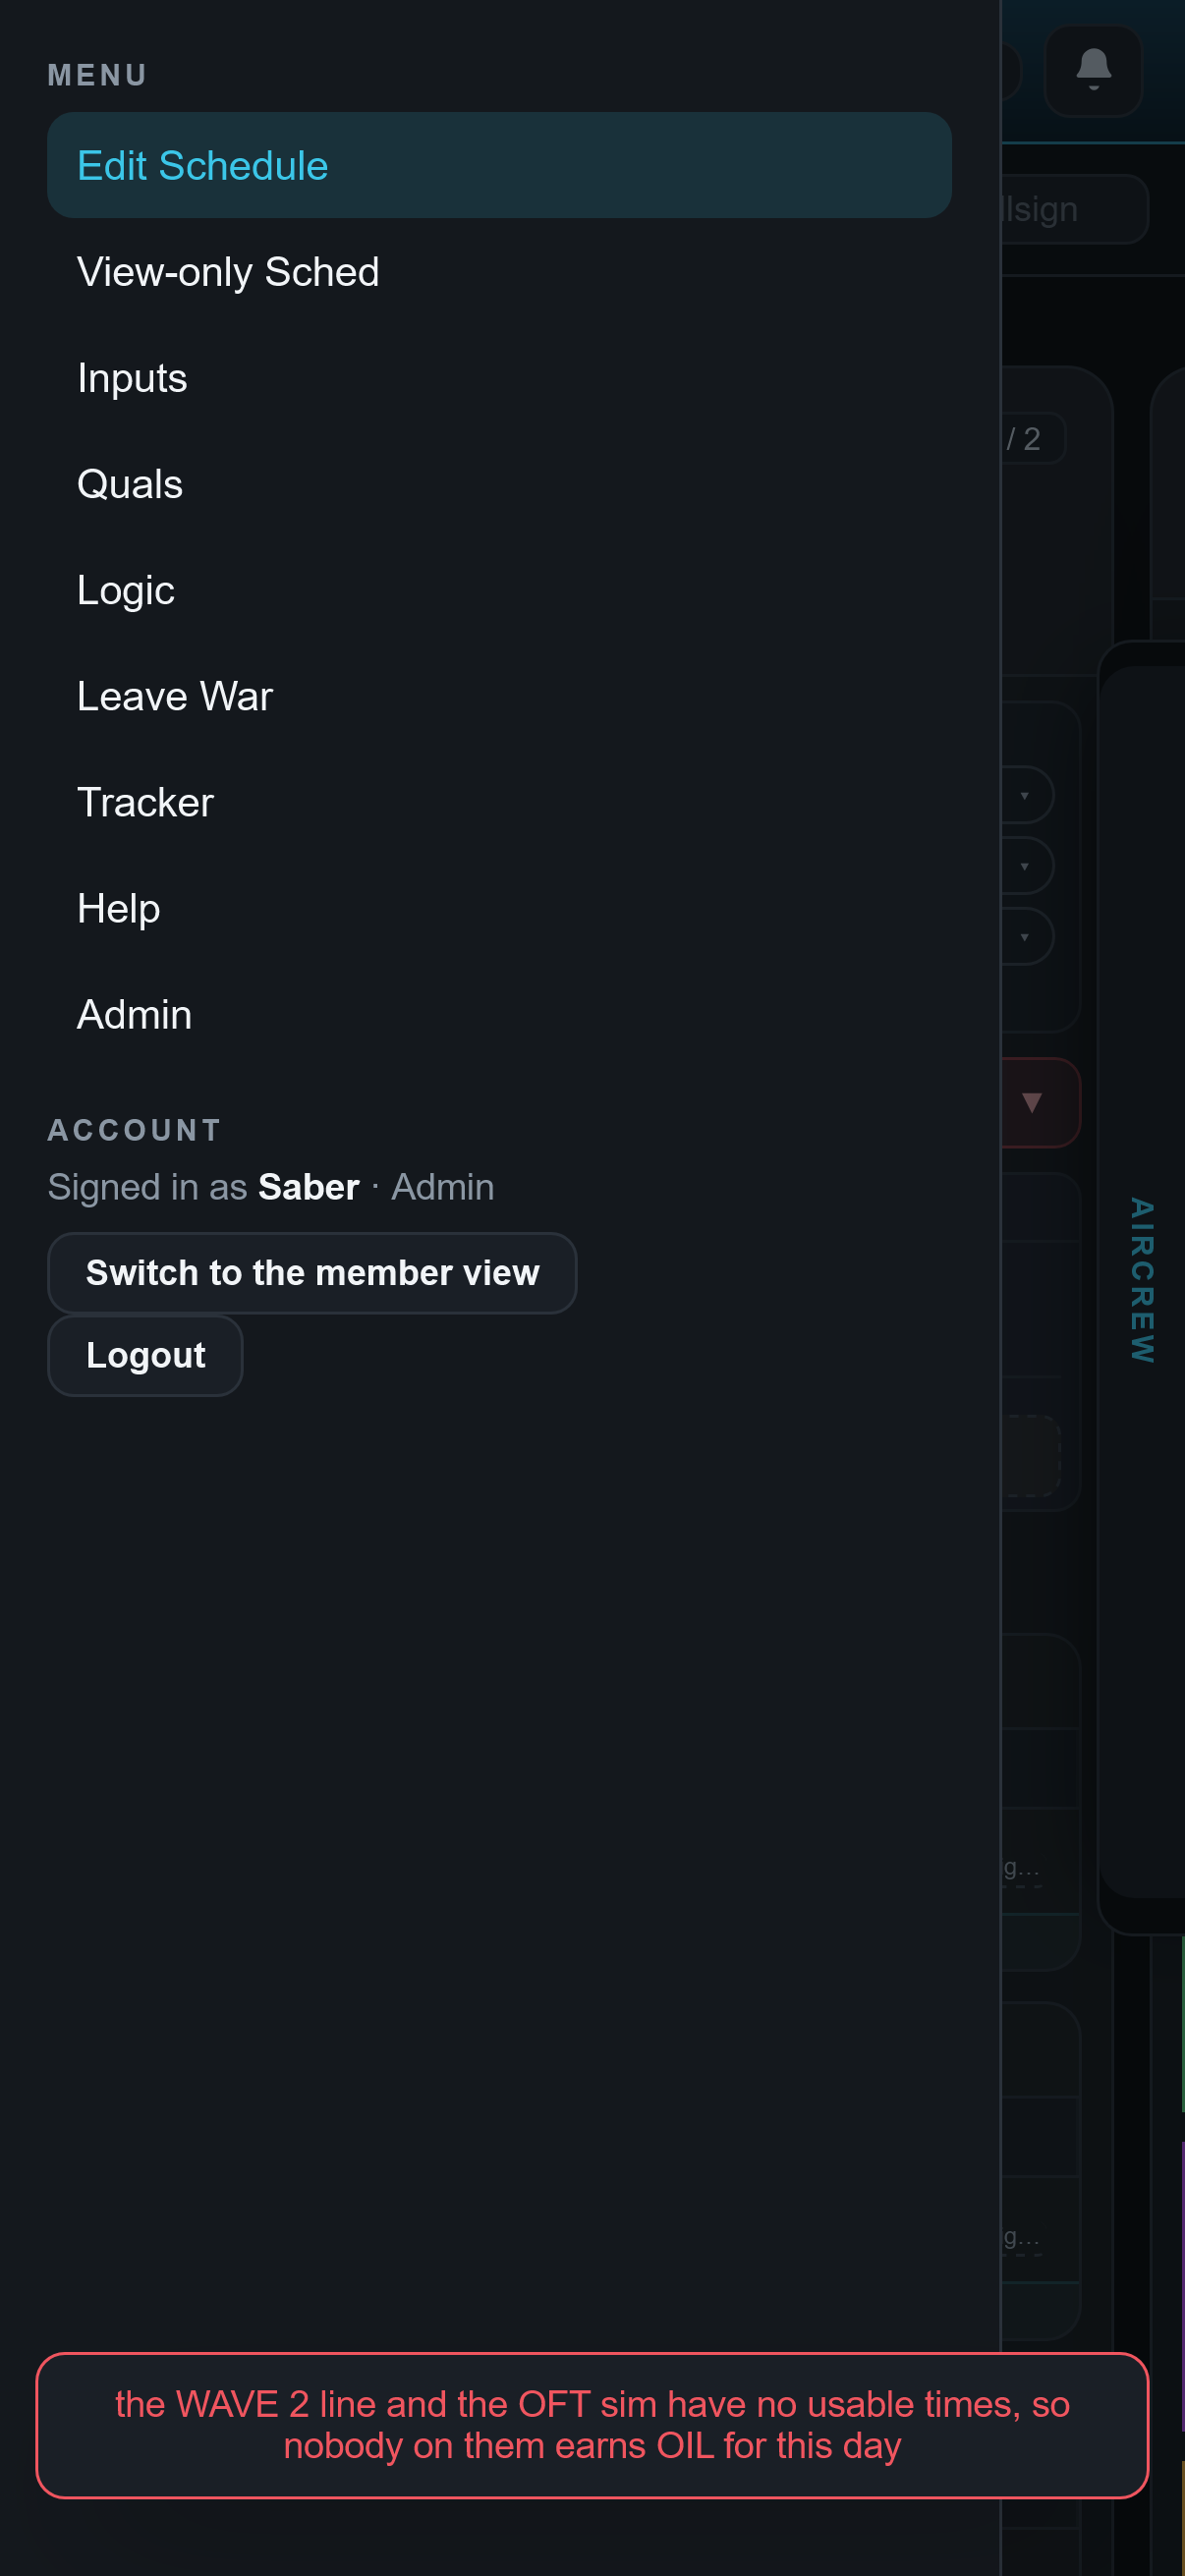 MENU
Edit Schedule
View-only Sched
Inputs
Quals
Logic
Leave War
Tracker
Help
Admin
ACCOUNT
Signed in as Saber · Admin
Switch to the member view
Logout
llsign
/ 2
AIRCREW
g...
g...
the WAVE 2 line and the OFT sim have no usable times, so
nobody on them earns OIL for this day